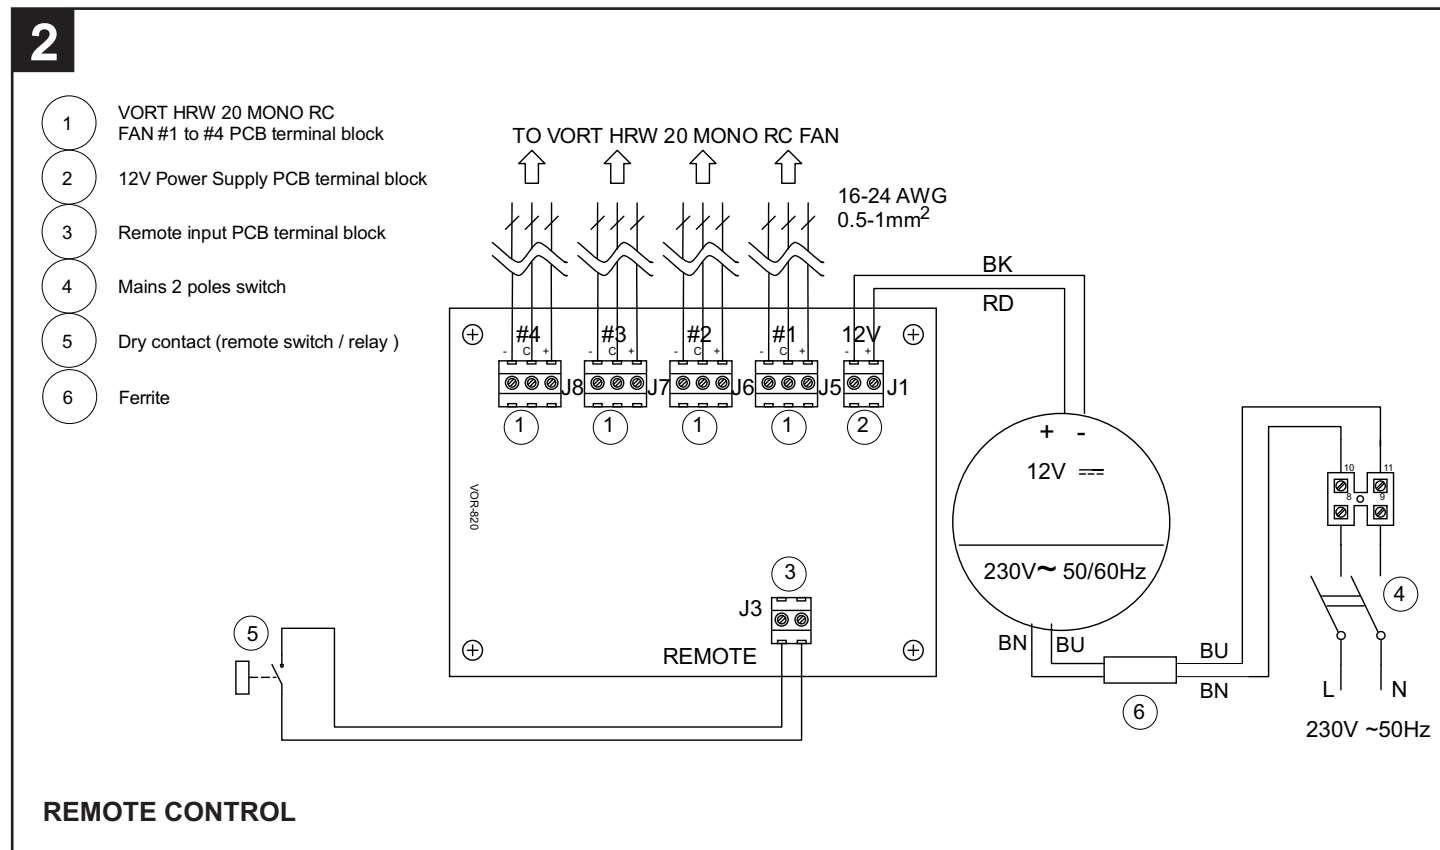 2
1
VORT HRW 20 MONO RC
FAN #1 to #4 PCB terminal block
2
12V Power Supply PCB terminal block
3
Remote input PCB terminal block
4
Mains 2 poles switch
5
Dry contact (remote switch / relay )
6
Ferrite
TO VORT HRW 20 MONO RC FAN
16-24 AWG
0.5-1mm²
BK
RD
#4 #3 #2 #1 12V
- C + - C + - C + - C + - +
J8 J7 J6 J5 J1
1 1 1 1 2
+ -
12V
10 11
8 9
VOR-820
230V~ 50/60Hz
3
4
J3
5
REMOTE
BN BU
BU
BN
6
L N
230V ~50Hz
REMOTE CONTROL